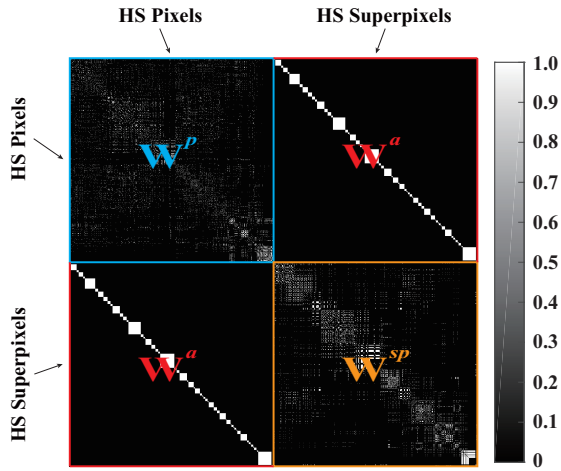 HS Pixels HS Superpixels
HS Pixels
HS Superpixels
W^p
W^a
W^a
W^sp
1.0
0.9
0.8
0.7
0.6
0.5
0.4
0.3
0.2
0.1
0